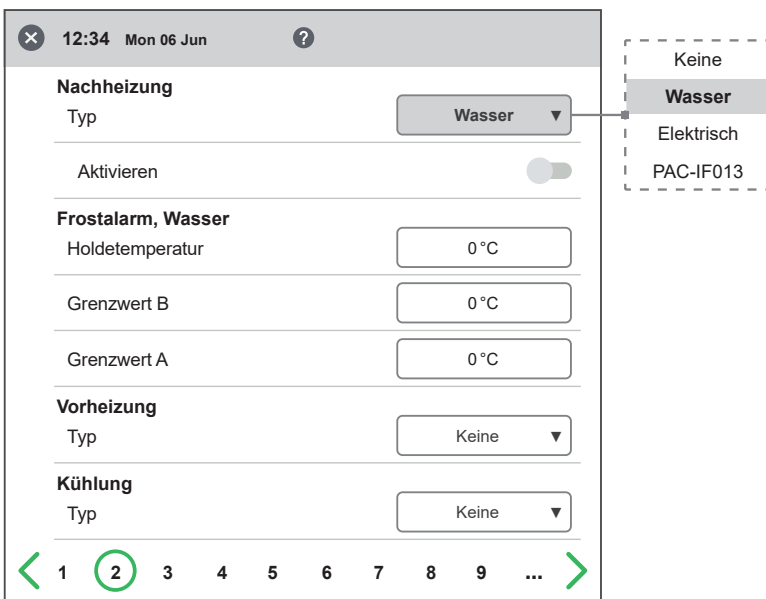 12:34 Mon 06 Jun ?
Nachheizung
Typ Wasser ▼
Aktivieren
Frostalarm, Wasser
Holdetemperatur 0 °C
Grenzwert B 0 °C
Grenzwert A 0 °C
Vorheizung
Typ Keine ▼
Kühlung
Typ Keine ▼
1 2 3 4 5 6 7 8 9 ...
Keine
Wasser
Elektrisch
PAC-IF013